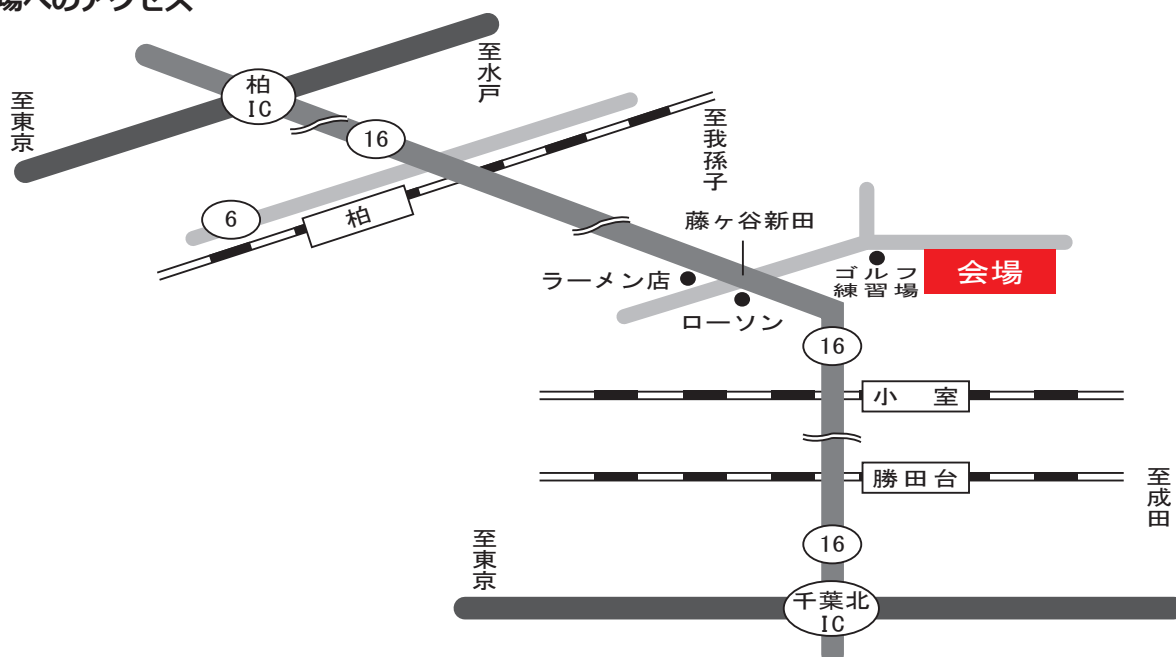 場へのアクセス
至水戸
柏
IC
至東京
16
至我孫子
6
柏
藤ヶ谷新田
ラーメン店
ゴルフ
練習場
会場
ローソン
16
小 室
勝田台
至成田
16
至東京
千葉北
IC